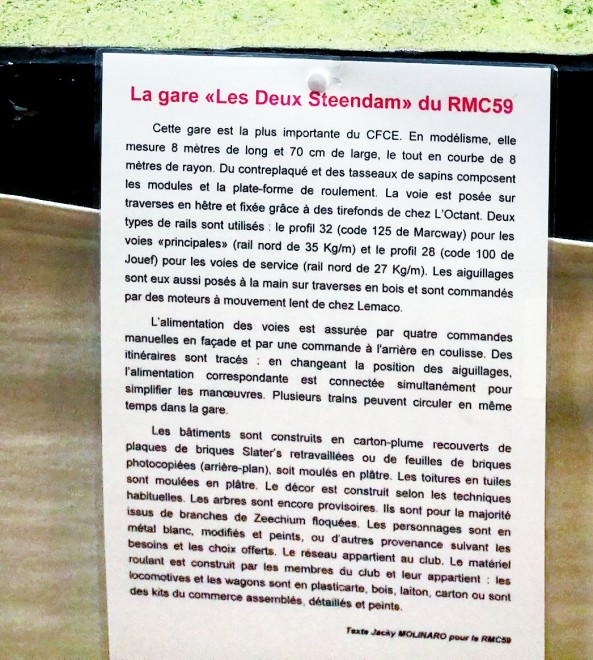 La gare «Les Deux Steendam» du RMC59
Cette gare est la plus importante du CFCE. En modélisme, elle
mesure 8 mètres de long et 70 cm de large, le tout en courbe de 8
mètres de rayon. Du contreplaqué et des tasseaux de sapins composent
les modules et la plate-forme de roulement. La voie est posée sur
traverses en hêtre et fixée grâce à des tirefonds de chez L'Octant. Deux
types de rails sont utilisés : le profil 32 (code 125 de Marcway) pour les
voies «principales» (rail nord de 35 Kg/m) et le profil 28 (code 100 de
Jouef) pour les voies de service (rail nord de 27 Kg/m). Les aiguillages
sont eux aussi posés à la main sur traverses en bois et sont commandés
par des moteurs à mouvement lent de chez Lemaco.
L'alimentation des voies est assurée par quatre commandes
manuelles en façade et par une commande à l'arrière en coulisse. Des
itinéraires sont tracés : en changeant la position des aiguillages,
l'alimentation correspondante est connectée simultanément pour
simplifier les manœuvres. Plusieurs trains peuvent circuler en même
temps dans la gare.
Les bâtiments sont construits en carton-plume recouverts de
plaques de briques Slater's retravaillées ou de feuilles de briques
photocopiées (arrière-plan), soit moulés en plâtre. Les toitures en tuiles
sont moulées en plâtre. Le décor est construit selon les techniques
habituelles. Les arbres sont encore provisoires. Ils sont pour la majorité
issus de branches de Zeechium floquées. Les personnages sont en
métal blanc, modifiés et peints, ou d'autres provenance suivant les
besoins et les choix offerts. Le réseau appartient au club. Le matériel
roulant est construit par les membres du club et leur appartient : les
locomotives et les wagons sont en plasticarte, bois, laiton, carton ou sont
des kits du commerce assemblés, détaillés et peints.
Texte Jacky MOLINARO pour le RMC59